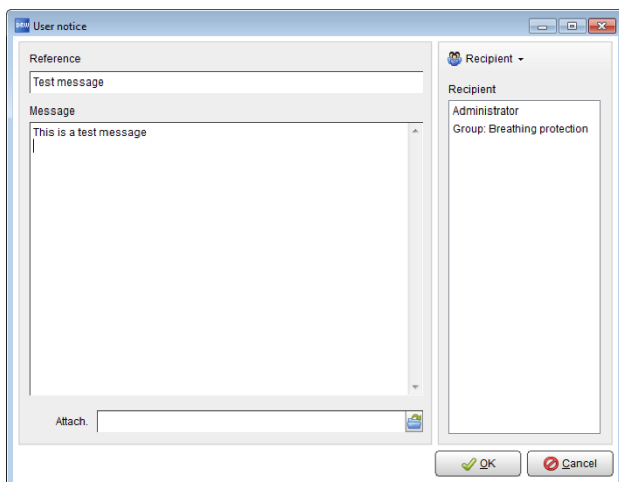 User notice
Reference
Test message
Message
This is a test message
Attach.
Recipient
Recipient
Administrator
Group: Breathing protection
OK
Cancel